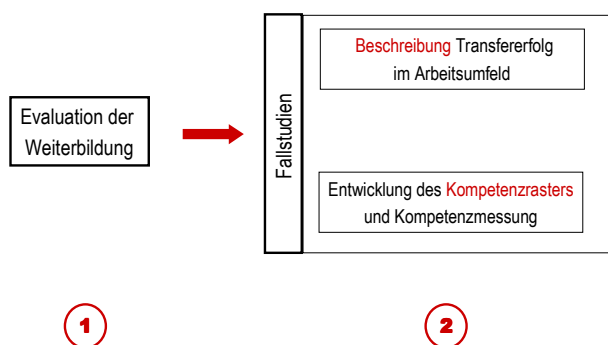 Evaluation der
Weiterbildung
Fallstudien
Beschreibung Transfererfolg
im Arbeitsumfeld
Entwicklung des Kompetenzrasters
und Kompetenzmessung
1
2